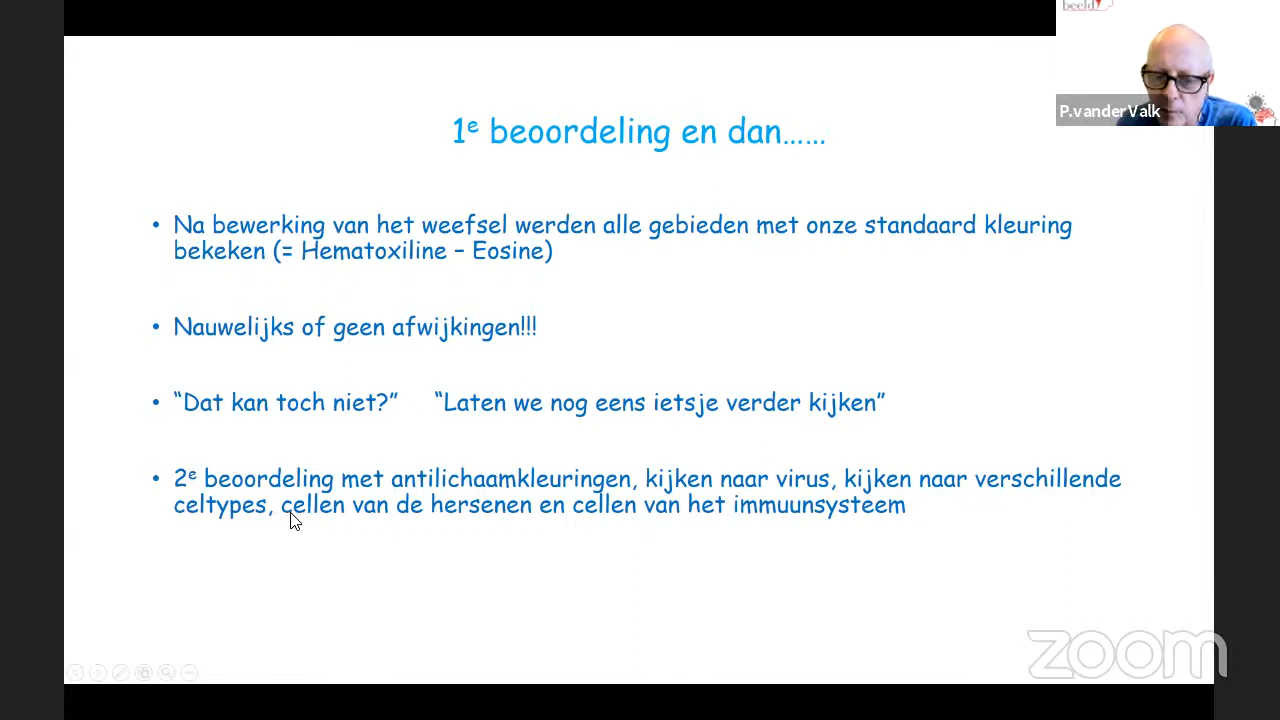 beeld
P.vanderValk
1e beoordeling en dan……
• Na bewerking van het weefsel werden alle gebieden met onze standaard kleuring
bekeken (= Hematoxiline – Eosine)
• Nauwelijks of geen afwijkingen!!!
• “Dat kan toch niet?” “Laten we nog eens ietsje verder kijken”
• 2e beoordeling met antilichaamkleuringen, kijken naar virus, kijken naar verschillende
celtypes, cellen van de hersenen en cellen van het immuunsysteem
zoom